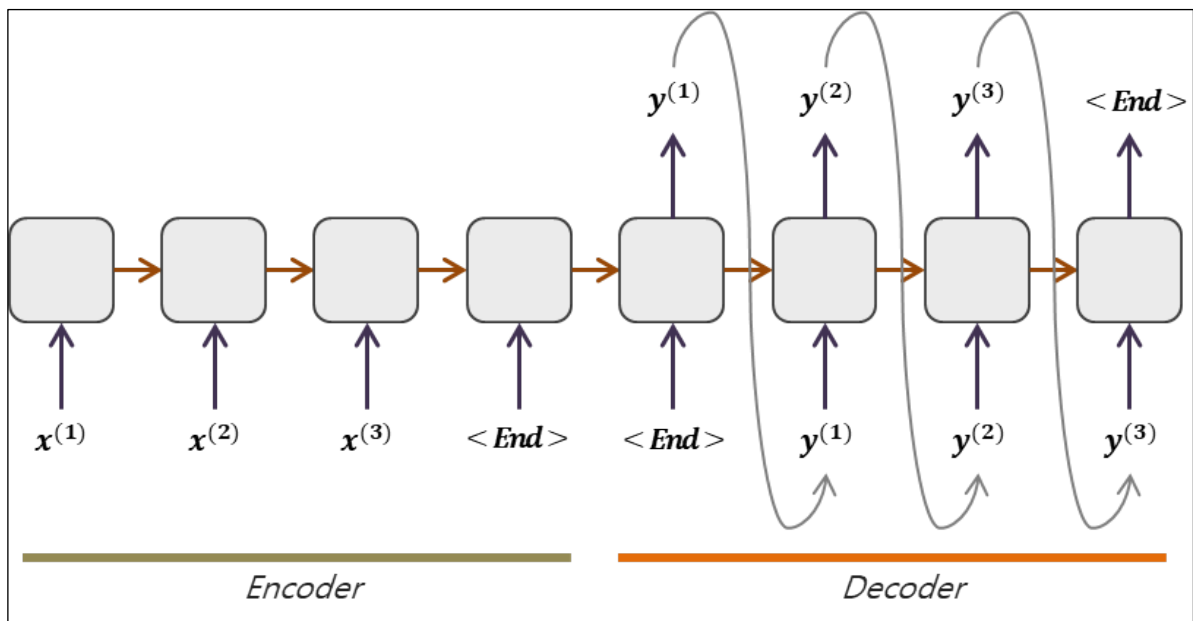 y^(1) y^(2) y^(3) <End>
x^(1) x^(2) x^(3) <End> <End> y^(1) y^(2) y^(3)
Encoder Decoder